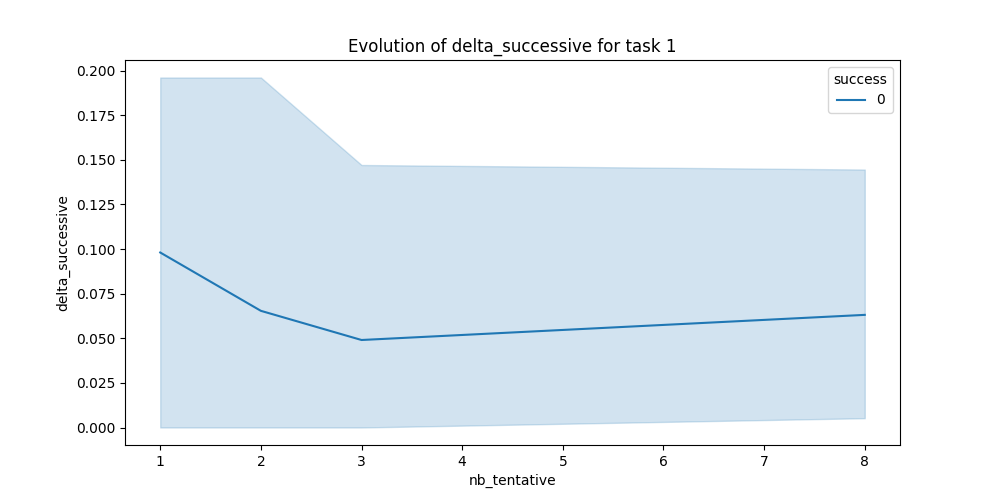 Evolution of delta_successive for task 1
success
0
delta_successive
0.200
0.175
0.150
0.125
0.100
0.075
0.050
0.025
0.000
1 2 3 4 5 6 7 8
nb_tentative